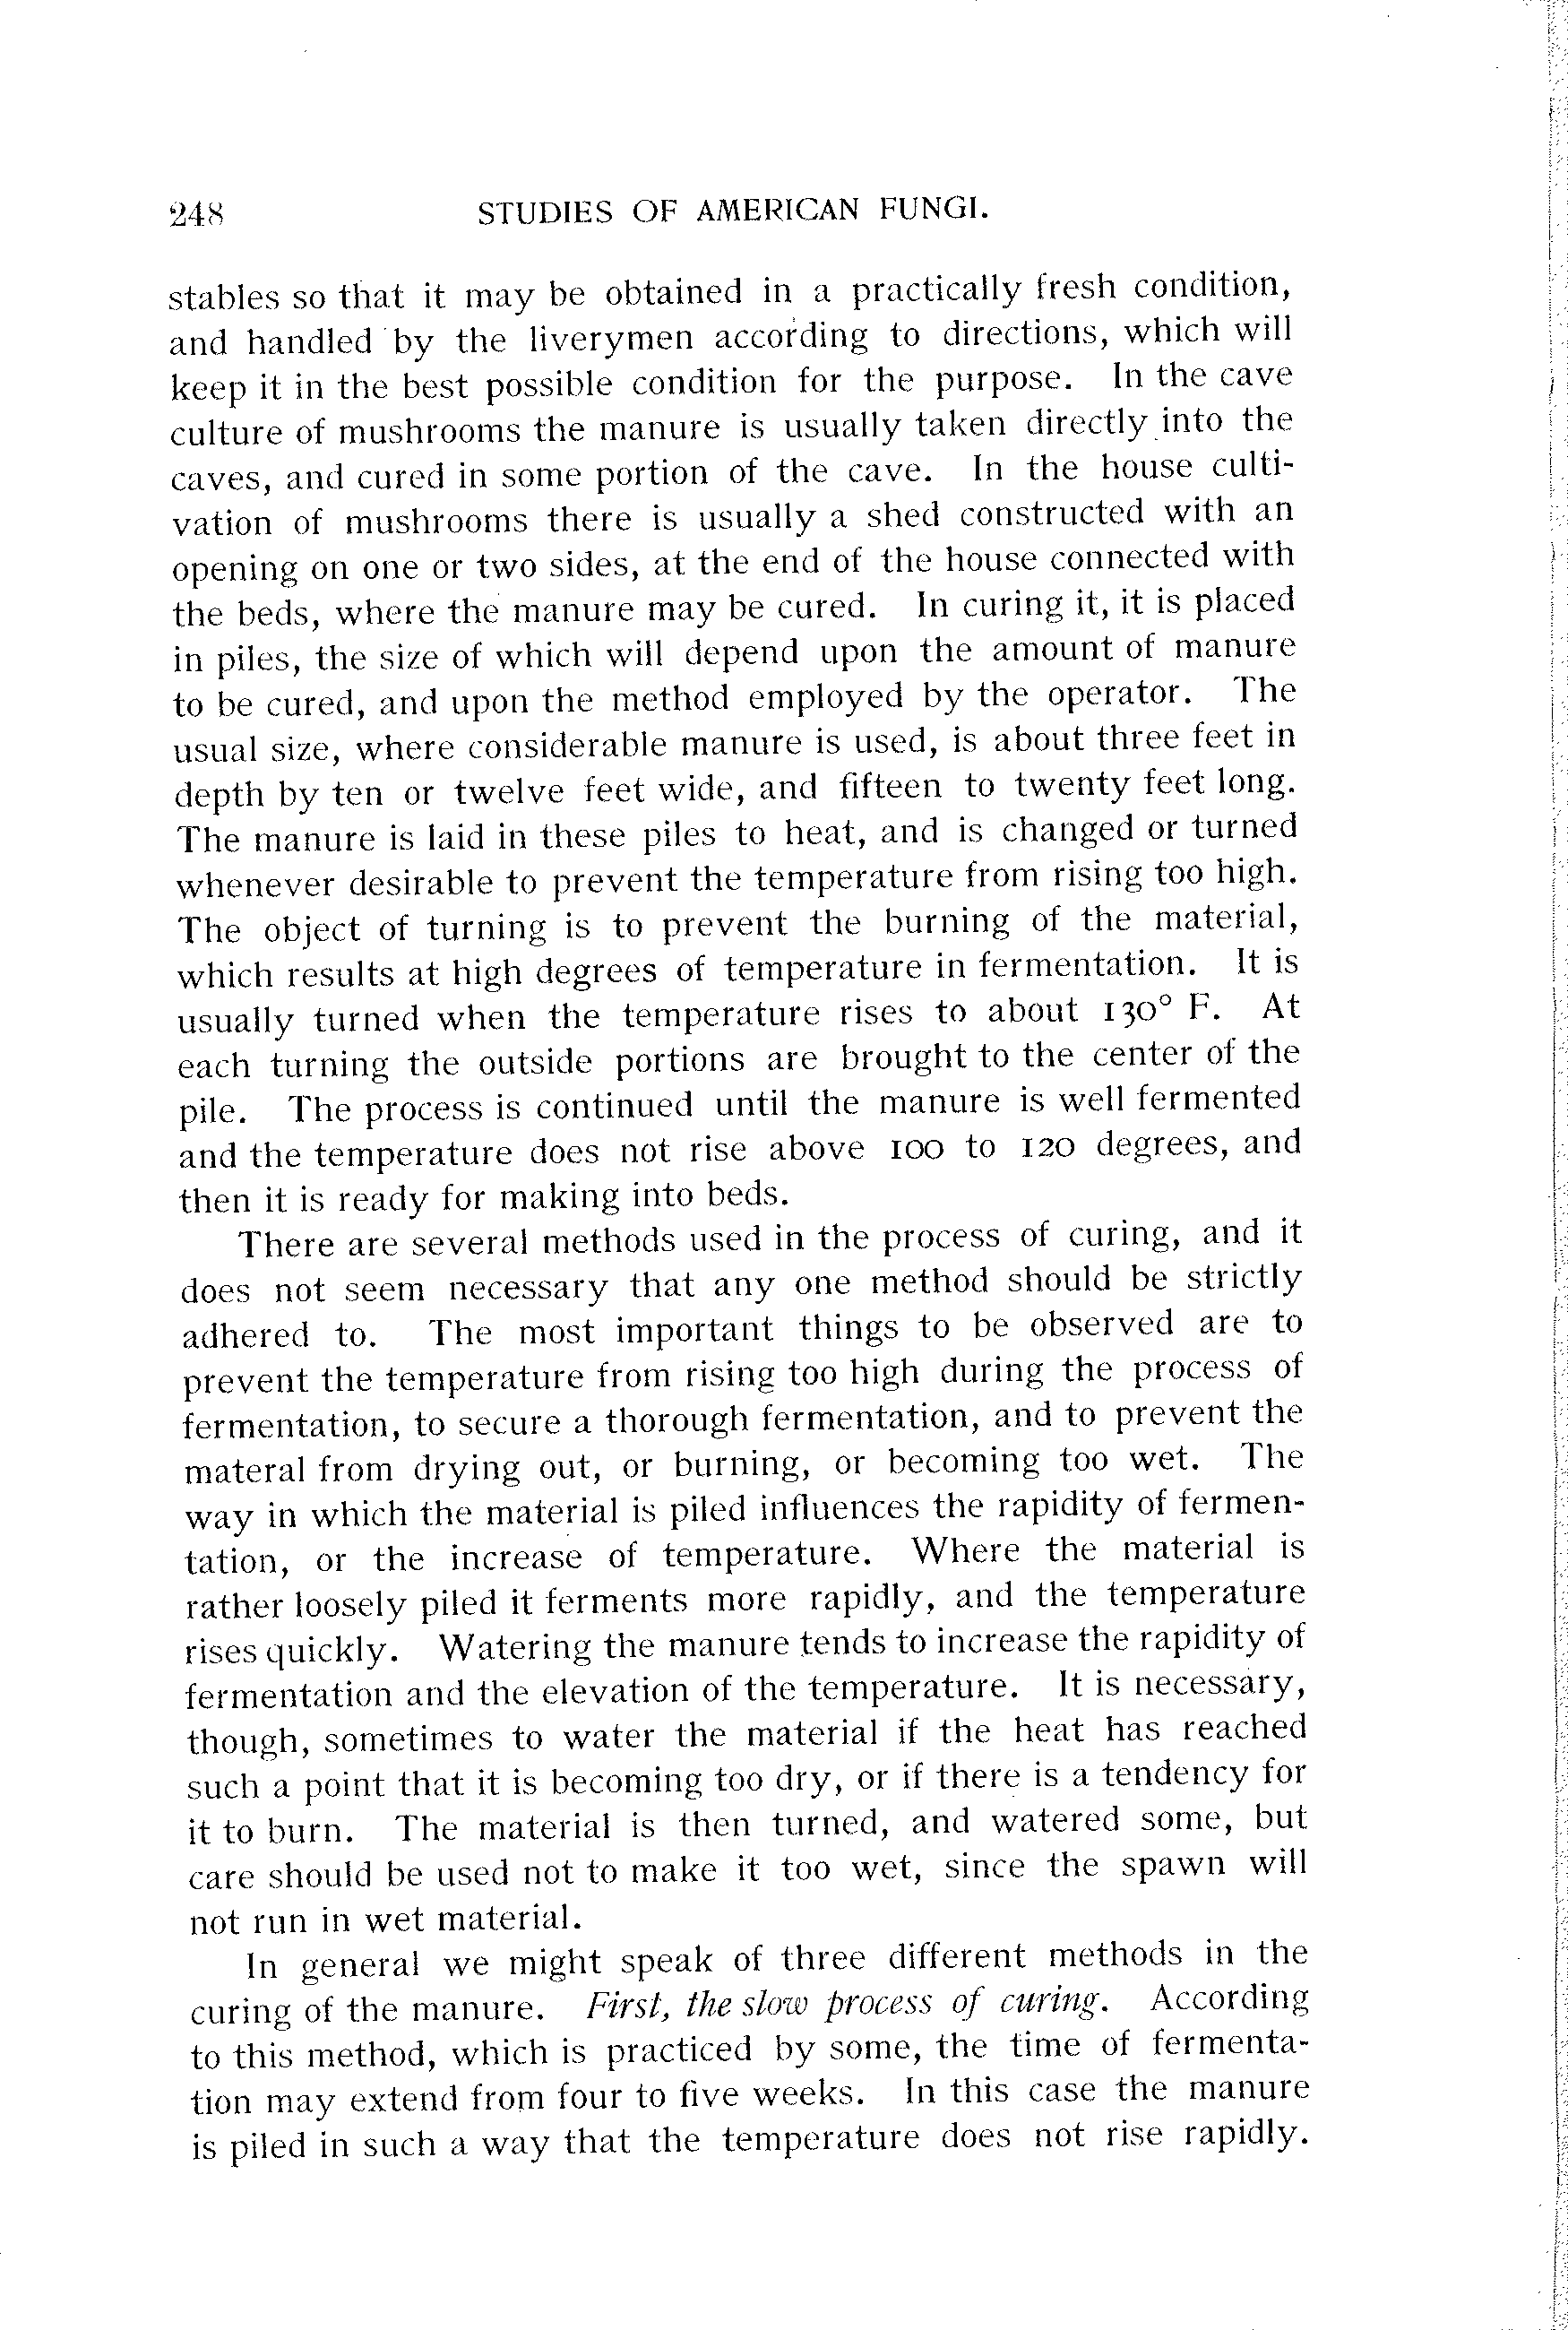 248 STUDIES OF AMERICAN FUNGI.
stables so that it may be obtained in a practically fresh condition,
and handled by the liverymen according to directions, which will
keep it in the best possible condition for the purpose. In the cave
culture of mushrooms the manure is usually taken directly into the
caves, and cured in some portion of the cave. In the house culti-
vation of mushrooms there is usually a shed constructed with an
opening on one or two sides, at the end of the house connected with
the beds, where the manure may be cured. In curing it, it is placed
in piles, the size of which will depend upon the amount of manure
to be cured, and upon the method employed by the operator. The
usual size, where considerable manure is used, is about three feet in
depth by ten or twelve feet wide, and fifteen to twenty feet long.
The manure is laid in these piles to heat, and is changed or turned
whenever desirable to prevent the temperature from rising too high.
The object of turning is to prevent the burning of the material,
which results at high degrees of temperature in fermentation. It is
usually turned when the temperature rises to about 130° F. At
each turning the outside portions are brought to the center of the
pile. The process is continued until the manure is well fermented
and the temperature does not rise above 100 to 120 degrees, and
then it is ready for making into beds.
There are several methods used in the process of curing, and it
does not seem necessary that any one method should be strictly
adhered to. The most important things to be observed are to
prevent the temperature from rising too high during the process of
fermentation, to secure a thorough fermentation, and to prevent the
materal from drying out, or burning, or becoming too wet. The
way in which the material is piled influences the rapidity of fermen-
tation, or the increase of temperature. Where the material is
rather loosely piled it ferments more rapidly, and the temperature
rises quickly. Watering the manure tends to increase the rapidity of
fermentation and the elevation of the temperature. It is necessary,
though, sometimes to water the material if the heat has reached
such a point that it is becoming too dry, or if there is a tendency for
it to burn. The material is then turned, and watered some, but
care should be used not to make it too wet, since the spawn will
not run in wet material.
In general we might speak of three different methods in the
curing of the manure. First, the slow process of curing. According
to this method, which is practiced by some, the time of fermenta-
tion may extend from four to five weeks. In this case the manure
is piled in such a way that the temperature does not rise rapidly.